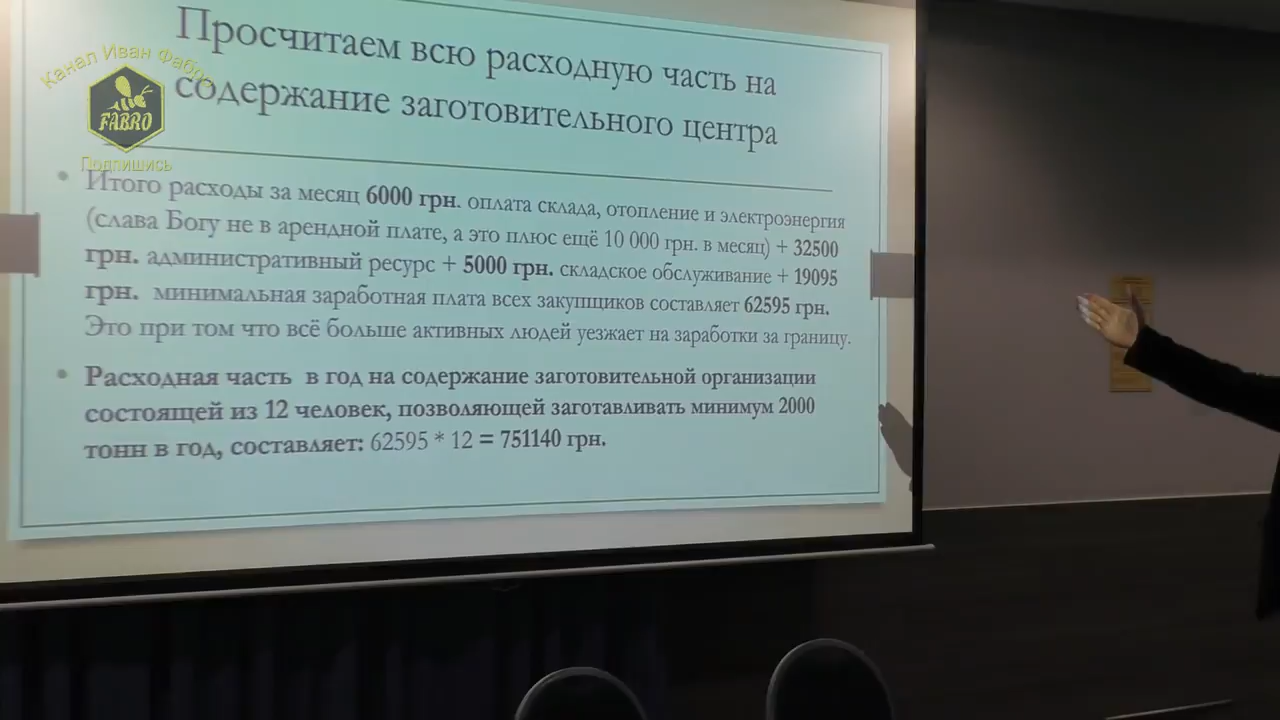 Канал Иван Фабро
FABRO
Подпишись
Просчитаем всю расходную часть на
содержание заготовительного центра
• Итого расходы за месяц 6000 грн. оплата склада, отопление и электроэнергия
(слава Богу не в арендной плате, а это плюс ещё 10 000 грн. в месяц) + 32500
грн. административный ресурс + 5000 грн. складское обслуживание + 19095
грн. минимальная заработная плата всех закупщиков составляет 62595 грн.
Это при том что всё больше активных людей уезжает на заработки за границу.
• Расходная часть в год на содержание заготовительной организации
состоящей из 12 человек, позволяющей заготавливать минимум 2000
тонн в год, составляет: 62595 * 12 = 751140 грн.